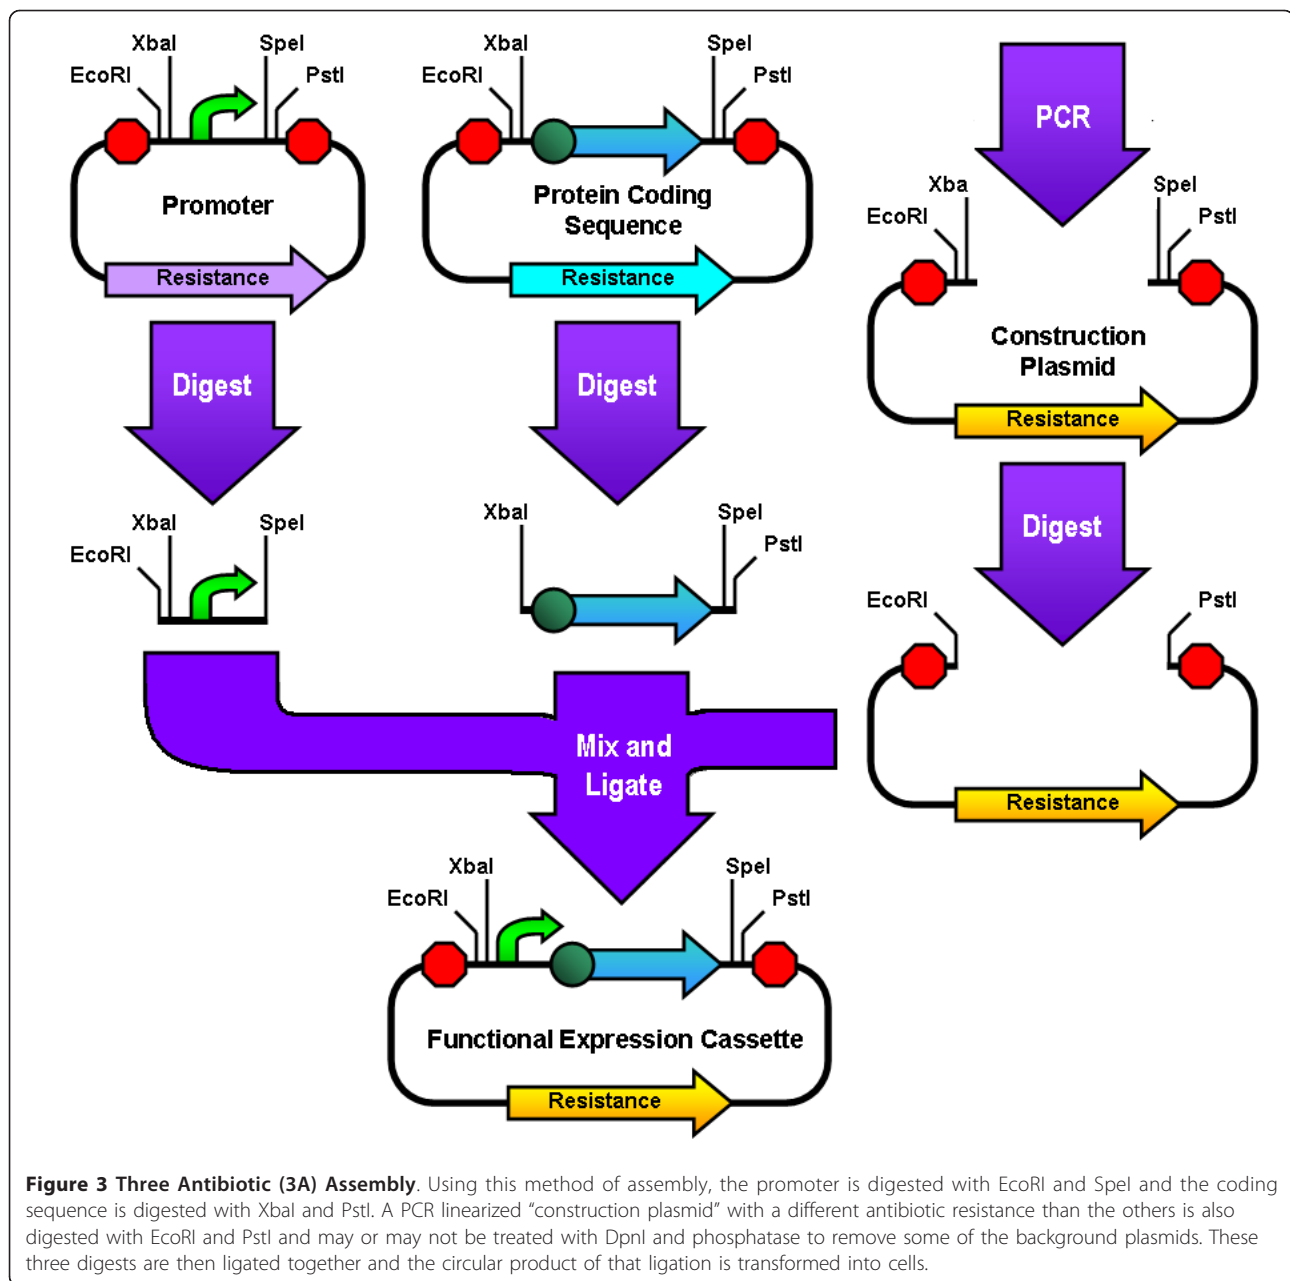 XbaI
SpeI
EcoRI
PstI
Promoter
Resistance
Digest
XbaI
SpeI
EcoRI
XbaI
SpeI
EcoRI
PstI
Protein Coding
Sequence
Resistance
Digest
XbaI
SpeI
PstI
PCR
Xba
SpeI
EcoRI
PstI
Construction
Plasmid
Resistance
Digest
EcoRI
PstI
Resistance
Mix and
Ligate
XbaI
SpeI
EcoRI
PstI
Functional Expression Cassette
Resistance
Figure 3 Three Antibiotic (3A) Assembly. Using this method of assembly, the promoter is digested with EcoRI and SpeI and the coding
sequence is digested with XbaI and PstI. A PCR linearized “construction plasmid” with a different antibiotic resistance than the others is also
digested with EcoRI and PstI and may or may not be treated with DpnI and phosphatase to remove some of the background plasmids. These
three digests are then ligated together and the circular product of that ligation is transformed into cells.